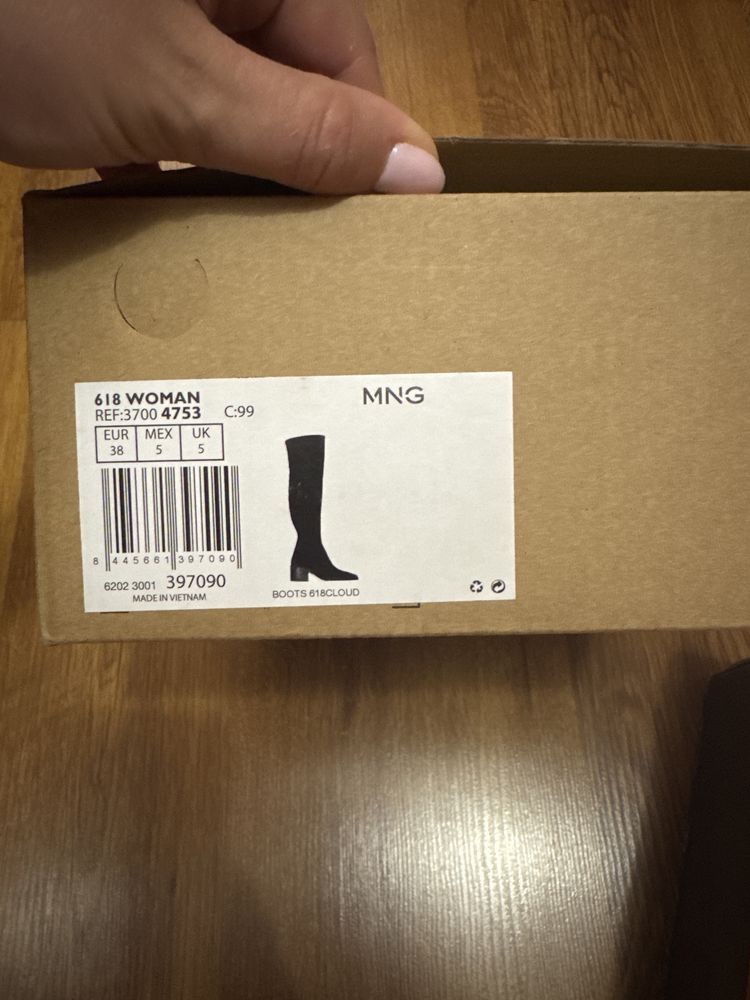 618 WOMAN
MNG
REF:3700 4753 C:99
EUR MEX UK
38 5 5
8 445661 397090
6202 3001 397090
MADE IN VIETNAM
BOOTS 618CLOUD